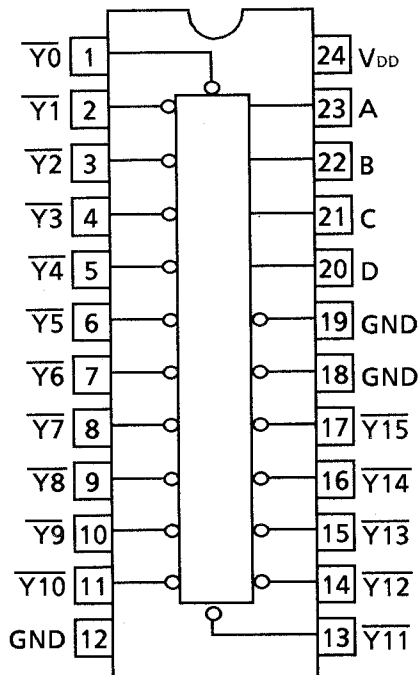 Y0 1 24 VDD
Y1 2 23 A
Y2 3 22 B
Y3 4 21 C
Y4 5 20 D
Y5 6 19 GND
Y6 7 18 GND
Y7 8 17 Y15
Y8 9 16 Y14
Y9 10 15 Y13
Y10 11 14 Y12
GND 12 13 Y11